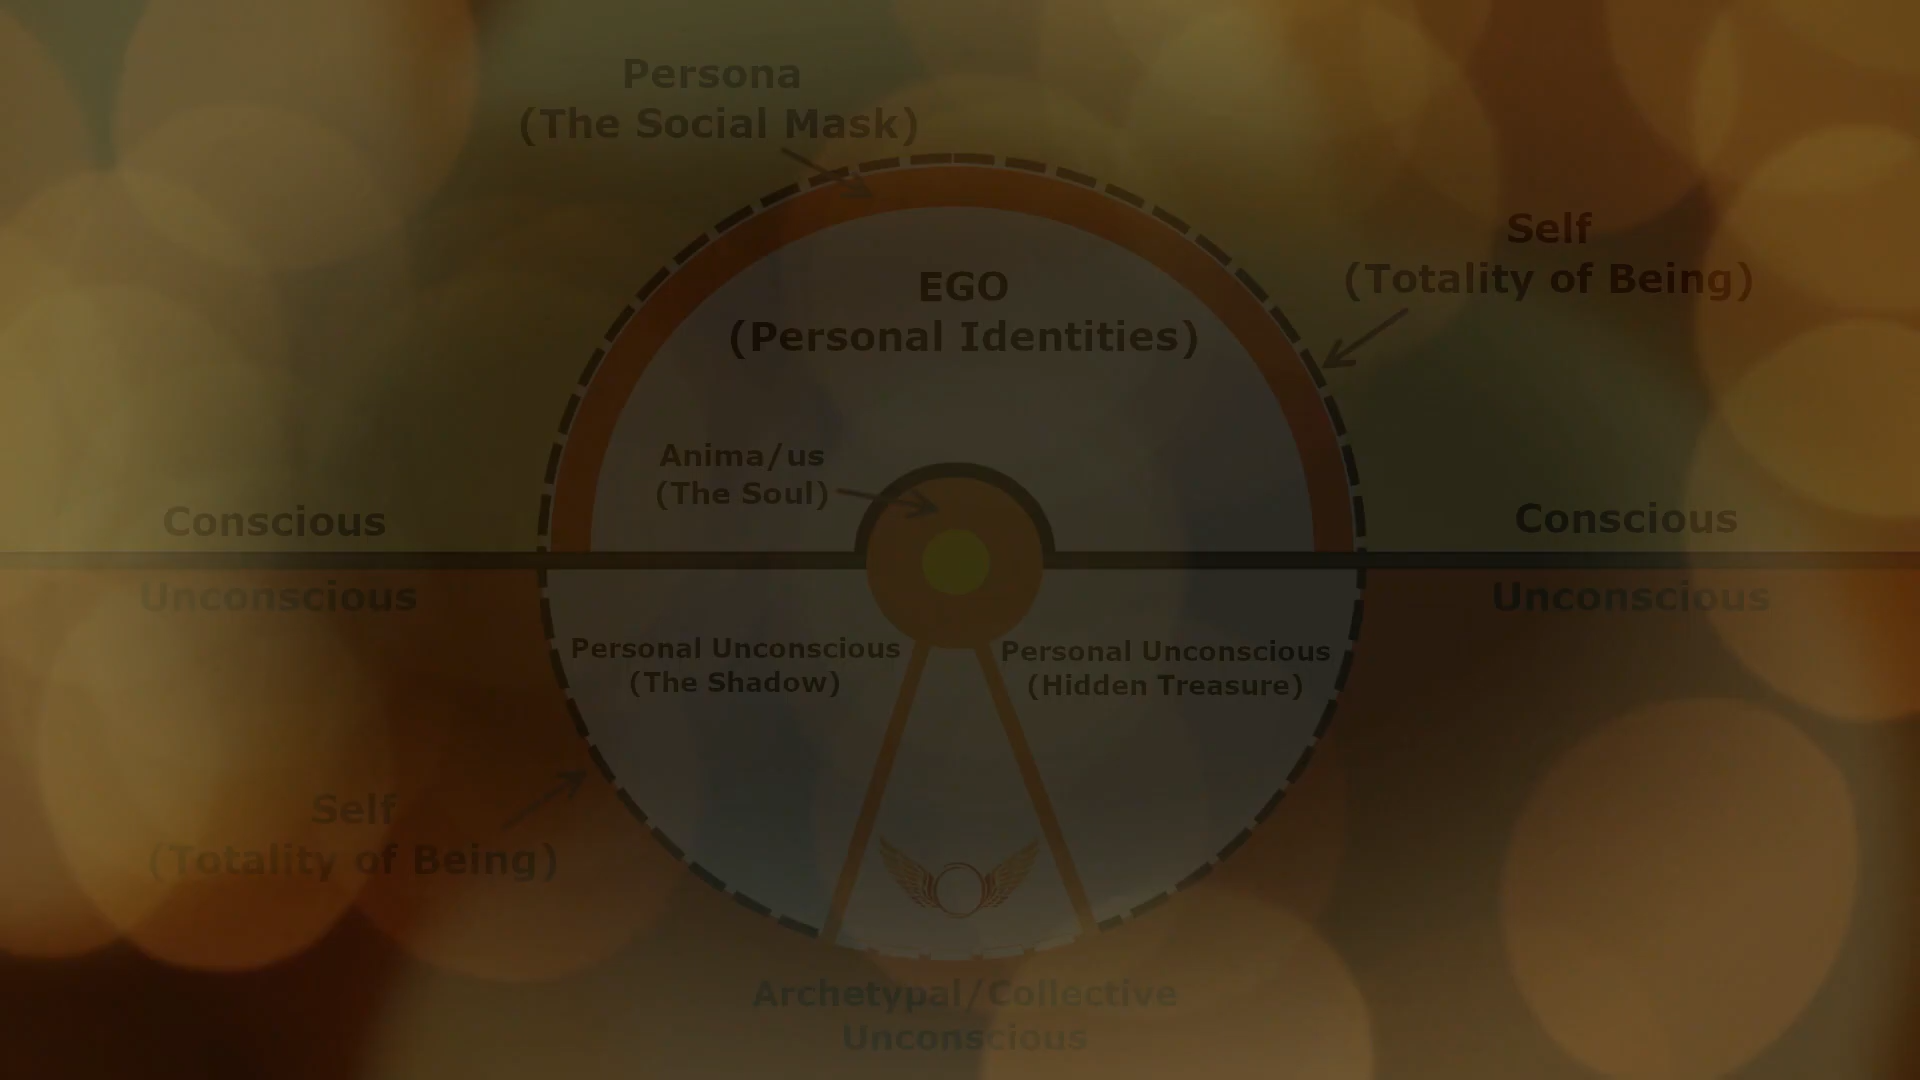 Persona
(The Social Mask)
Self
(Totality of Being)
EGO
(Personal Identities)
Anima/us
(The Soul)
Conscious
Conscious
Unconscious
Unconscious
Personal Unconscious
(The Shadow)
Personal Unconscious
(Hidden Treasure)
Self
(Totality of Being)
Archetypal/Collective
Unconscious